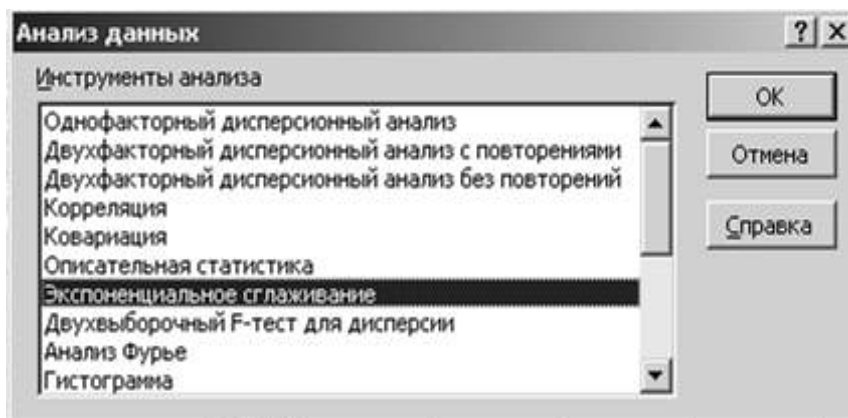 Анализ данных
Инструменты анализа
Однофакторный дисперсионный анализ
Двухфакторный дисперсионный анализ с повторениями
Двухфакторный дисперсионный анализ без повторений
Корреляция
Ковариация
Описательная статистика
Экспоненциальное сглаживание
Двухвыборочный F-тест для дисперсии
Анализ Фурье
Гистограмма
OK
Отмена
Справка